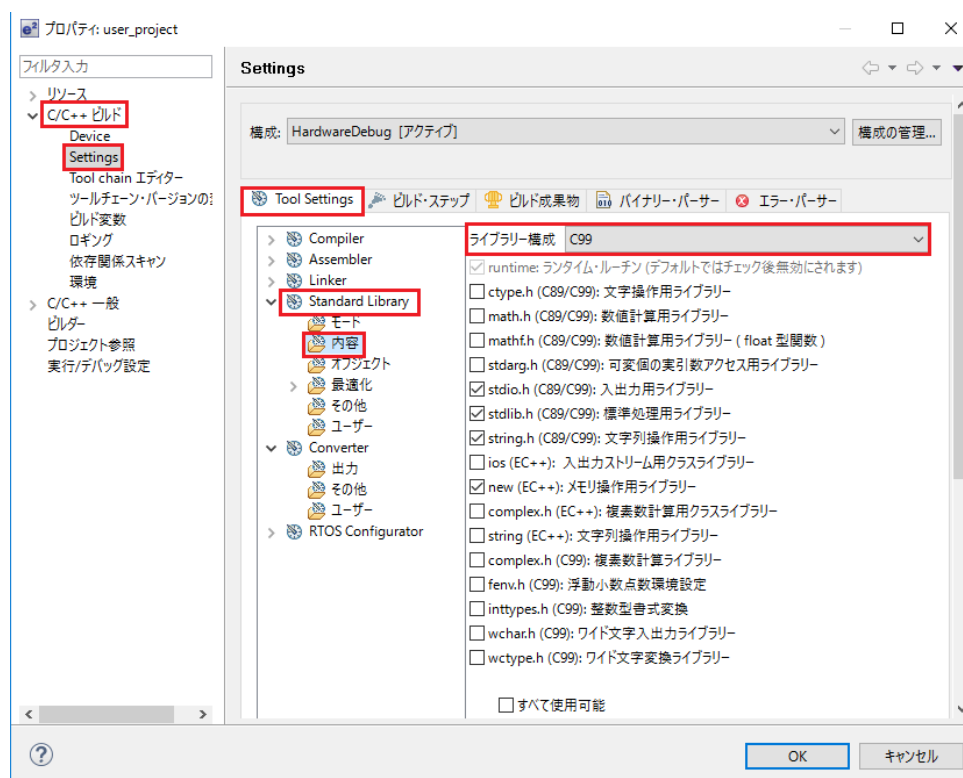 e² プロパティ: user_project
フィルタ入力
リソース
C/C++ ビルド
Device
Settings
Tool chain エディター
ツールチェーン・バージョンの
ビルド変数
ロギング
依存関係スキャン
環境
C/C++ 一般
ビルダー
プロジェクト参照
実行/デバッグ設定
Settings
構成: HardwareDebug [アクティブ]
構成の管理...
Tool Settings
ビルド・ステップ
ビルド成果物
バイナリー・パーサー
エラー・パーサー
Compiler
Assembler
Linker
Standard Library
モード
内容
オブジェクト
最適化
その他
ユーザー
Converter
出力
その他
ユーザー
RTOS Configurator
ライブラリー構成 C99
runtime: ランタイム・ルーチン (デフォルトではチェック後無効にされます)
ctype.h (C89/C99): 文字操作用ライブラリー
math.h (C89/C99): 数値計算用ライブラリー
mathf.h (C89/C99): 数値計算用ライブラリー ( float 型関数 )
stdarg.h (C89/C99): 可変個の実引数アクセス用ライブラリー
stdio.h (C89/C99): 入出力用ライブラリー
stdlib.h (C89/C99): 標準処理用ライブラリー
string.h (C89/C99): 文字列操作用ライブラリー
ios (EC++): 入出力ストリーム用クラスライブラリー
new (EC++): メモリ操作用ライブラリー
complex.h (EC++): 複素数計算用クラスライブラリー
string (EC++): 文字列操作用ライブラリー
complex.h (C99): 複素数計算ライブラリー
fenv.h (C99): 浮動小数点数環境設定
inttypes.h (C99): 整数型書式変換
wchar.h (C99): ワイド文字入出力ライブラリー
wctype.h (C99): ワイド文字変換ライブラリー
すべて使用可能
OK
キャンセル